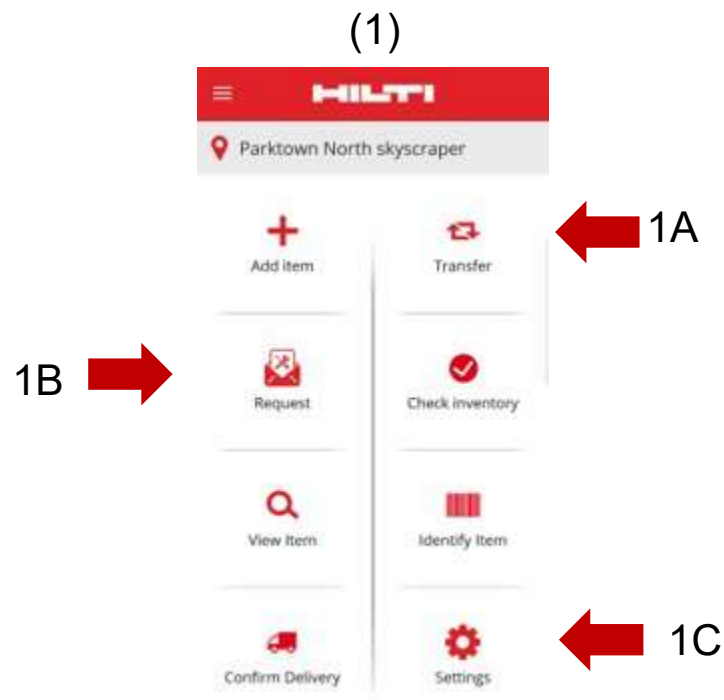 (1)
HILTI
Parktown North skyscraper
1A
Add item
Transfer
1B
Request
Check inventory
View Item
Identify Item
1C
Confirm Delivery
Settings